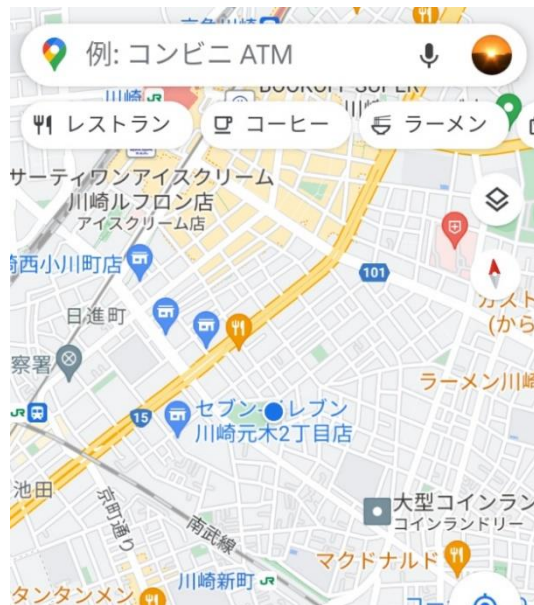 例: コンビニ ATM
川崎 JR
レストラン
コーヒー
ラーメン
サーティワンアイスクリーム
川崎ルフロン店
アイスクリーム店
西小川町店
101
日進町
(から
察署
ラーメン川崎
JR
15
セブン-イレブン
川崎元木2丁目店
池田
京町通り
南武線
大型コインラン
コインランドリー
マクドナルド
川崎新町 JR
タンタンメン